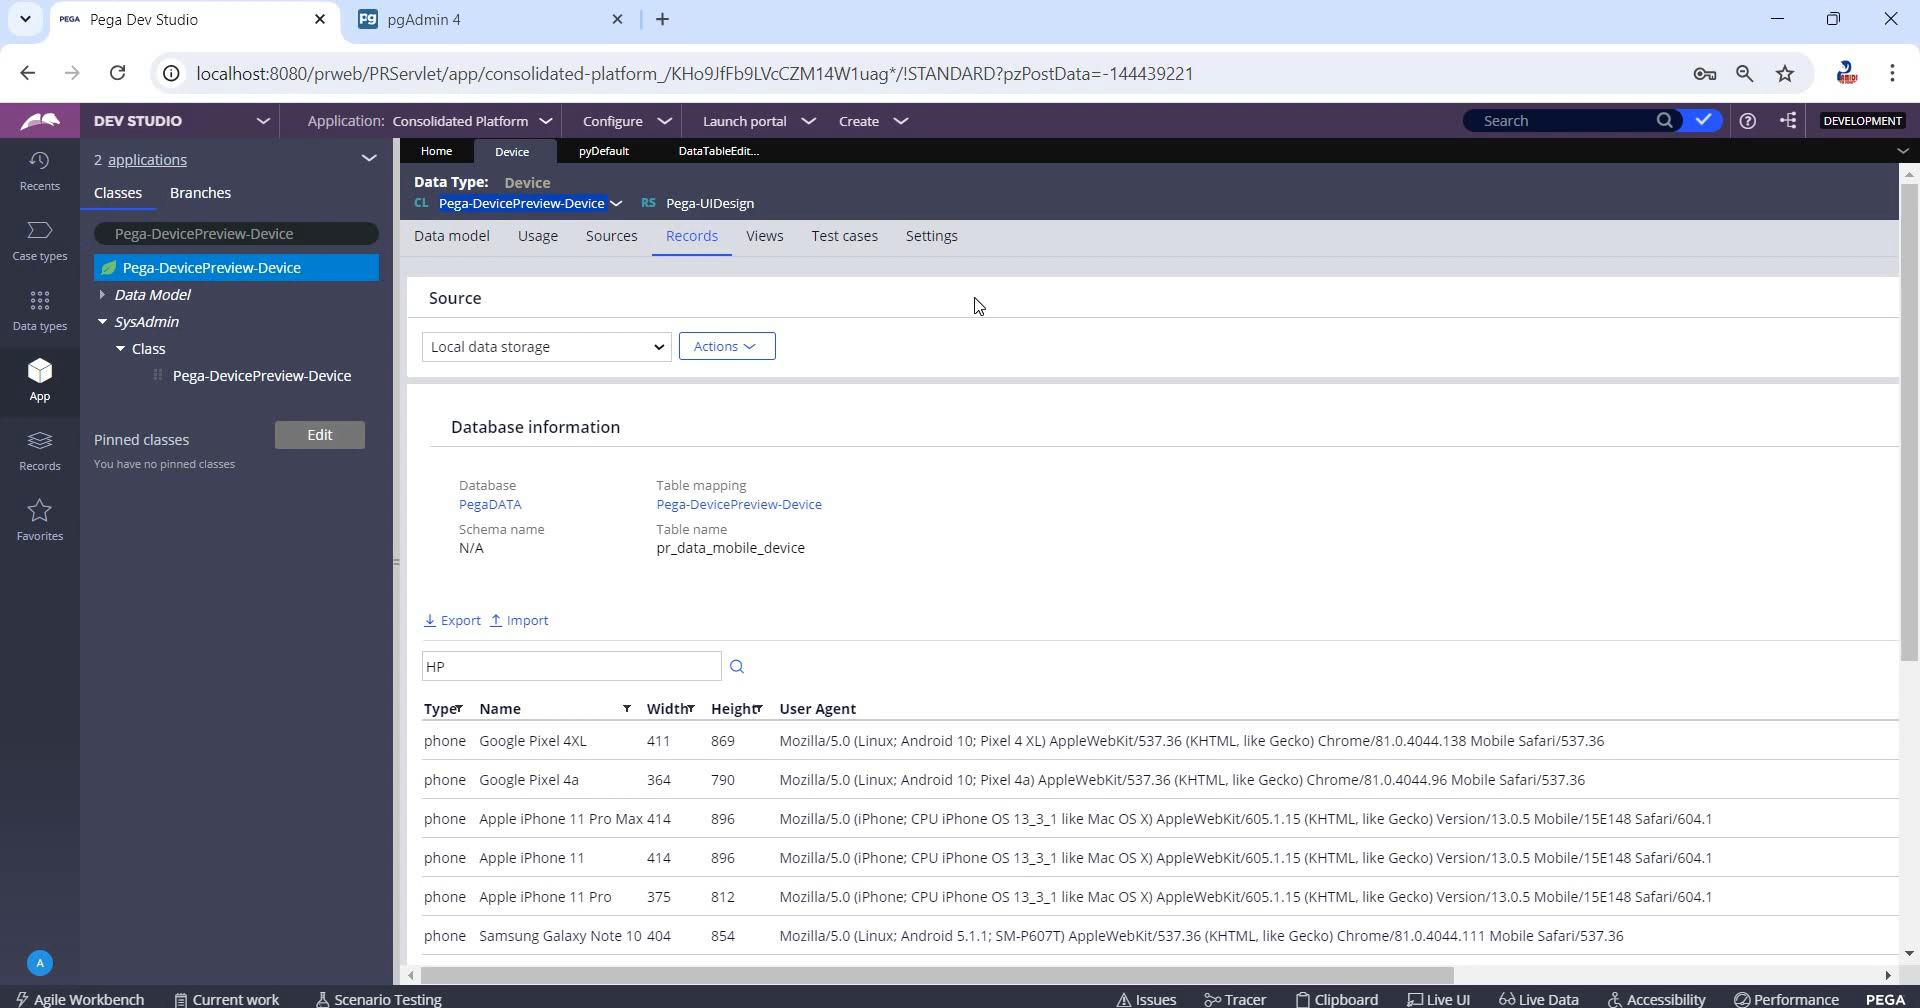 PEGA Pega Dev Studio
Pg pgAdmin 4
localhost:8080/prweb/PRServlet/app/consolidated-platform_/KHo9JfFb9LVcCZM14W1uag*/!STANDARD?pzPostData=-144439221
DEV STUDIO Application: Consolidated Platform Configure Launch portal Create Search DEVELOPMENT
Recents
Case types
Data types
App
Records
Favorites
A
2 applications
Classes Branches
Pega-DevicePreview-Device
Pega-DevicePreview-Device
Data Model
SysAdmin
Class
Pega-DevicePreview-Device
Pinned classes Edit
You have no pinned classes
Home Device pyDefault DataTableEdit...
Data Type: Device
CL Pega-DevicePreview-Device RS Pega-UIDesign
Data model Usage Sources Records Views Test cases Settings
Source
Local data storage Actions
Database information
Database Table mapping
PegaDATA Pega-DevicePreview-Device
Schema name Table name
N/A pr_data_mobile_device
Export Import
HP
Type Name Width Height User Agent
phone Google Pixel 4XL 411 869 Mozilla/5.0 (Linux; Android 10; Pixel 4 XL) AppleWebKit/537.36 (KHTML, like Gecko) Chrome/81.0.4044.138 Mobile Safari/537.36
phone Google Pixel 4a 364 790 Mozilla/5.0 (Linux; Android 10; Pixel 4a) AppleWebKit/537.36 (KHTML, like Gecko) Chrome/81.0.4044.96 Mobile Safari/537.36
phone Apple iPhone 11 Pro Max 414 896 Mozilla/5.0 (iPhone; CPU iPhone OS 13_3_1 like Mac OS X) AppleWebKit/605.1.15 (KHTML, like Gecko) Version/13.0.5 Mobile/15E148 Safari/604.1
phone Apple iPhone 11 414 896 Mozilla/5.0 (iPhone; CPU iPhone OS 13_3_1 like Mac OS X) AppleWebKit/605.1.15 (KHTML, like Gecko) Version/13.0.5 Mobile/15E148 Safari/604.1
phone Apple iPhone 11 Pro 375 812 Mozilla/5.0 (iPhone; CPU iPhone OS 13_3_1 like Mac OS X) AppleWebKit/605.1.15 (KHTML, like Gecko) Version/13.0.5 Mobile/15E148 Safari/604.1
phone Samsung Galaxy Note 10 404 854 Mozilla/5.0 (Linux; Android 5.1.1; SM-P607T) AppleWebKit/537.36 (KHTML, like Gecko) Chrome/81.0.4044.111 Mobile Safari/537.36
Agile Workbench Current work Scenario Testing Issues Tracer Clipboard Live UI Live Data Accessibility Performance PEGA